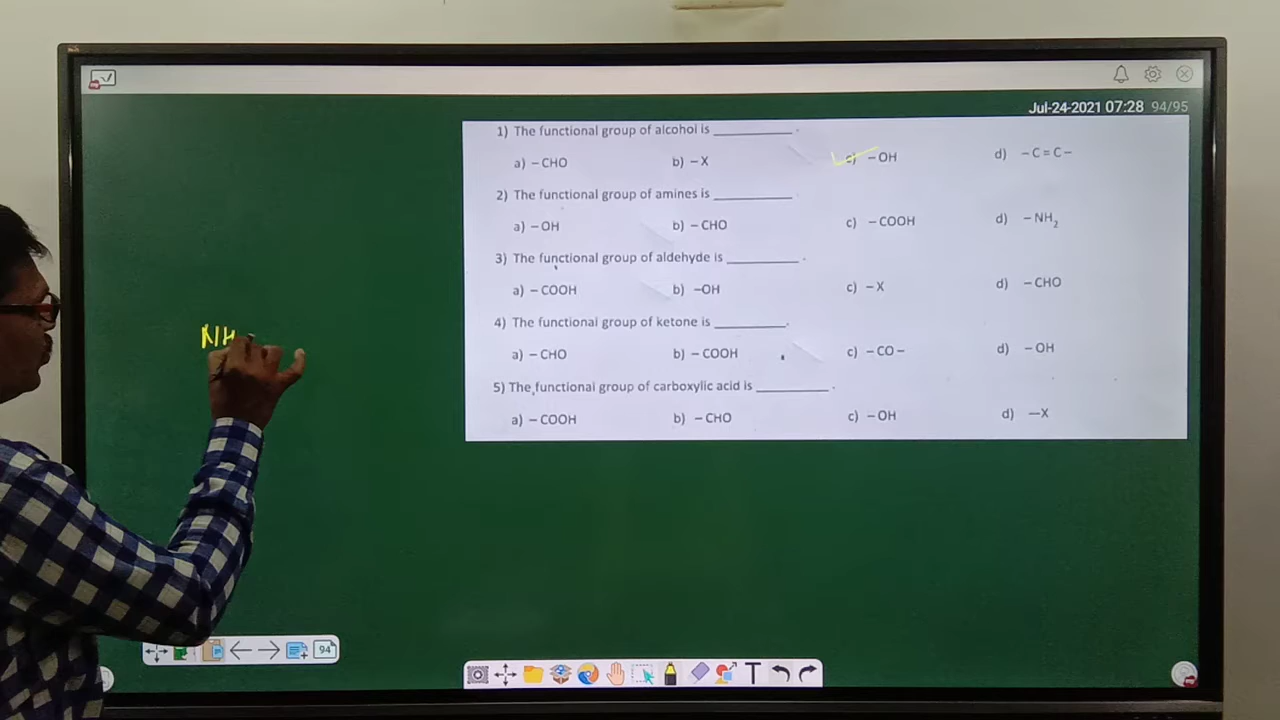 Jul-24-2021 07:28 94/95
1) The functional group of alcohol is ________.
a) – CHO b) – X c) – OH d) – C = C –
2) The functional group of amines is ________
a) – OH b) – CHO c) – COOH d) – NH₂
3) The functional group of aldehyde is ________.
a) – COOH b) –OH c) – X d) – CHO
4) The functional group of ketone is ________.
a) – CHO b) – COOH c) – CO – d) – OH
5) The functional group of carboxylic acid is ________.
a) – COOH b) – CHO c) – OH d) —X
NH
94
T